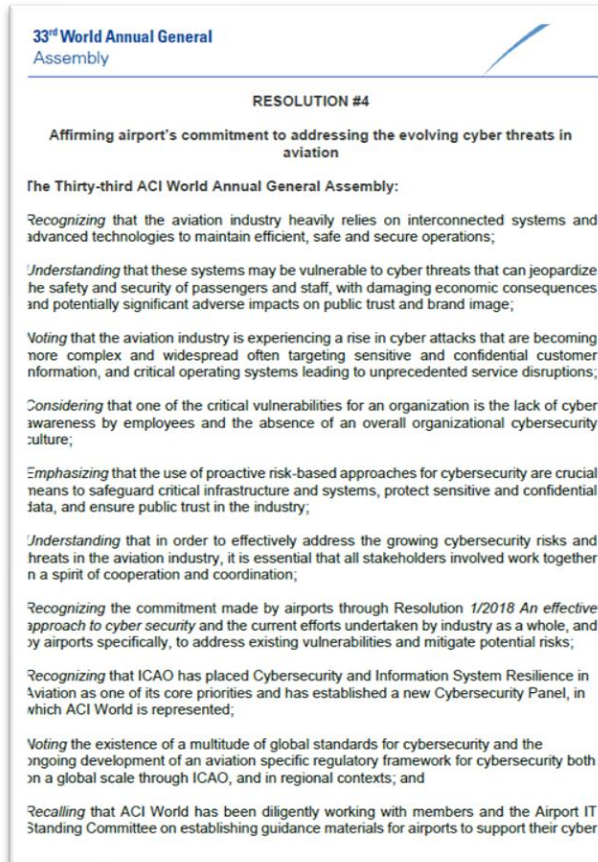 33rd World Annual General
Assembly
RESOLUTION #4
Affirming airport's commitment to addressing the evolving cyber threats in
aviation
The Thirty-third ACI World Annual General Assembly:
Recognizing that the aviation industry heavily relies on interconnected systems and
advanced technologies to maintain efficient, safe and secure operations;
Understanding that these systems may be vulnerable to cyber threats that can jeopardize
the safety and security of passengers and staff, with damaging economic consequences
and potentially significant adverse impacts on public trust and brand image;
Noting that the aviation industry is experiencing a rise in cyber attacks that are becoming
more complex and widespread often targeting sensitive and confidential customer
information, and critical operating systems leading to unprecedented service disruptions;
Considering that one of the critical vulnerabilities for an organization is the lack of cyber
awareness by employees and the absence of an overall organizational cybersecurity
culture;
Emphasizing that the use of proactive risk-based approaches for cybersecurity are crucial
means to safeguard critical infrastructure and systems, protect sensitive and confidential
data, and ensure public trust in the industry;
Understanding that in order to effectively address the growing cybersecurity risks and
threats in the aviation industry, it is essential that all stakeholders involved work together
in a spirit of cooperation and coordination;
Recognizing the commitment made by airports through Resolution 1/2018 An effective
approach to cyber security and the current efforts undertaken by industry as a whole, and
by airports specifically, to address existing vulnerabilities and mitigate potential risks;
Recognizing that ICAO has placed Cybersecurity and Information System Resilience in
Aviation as one of its core priorities and has established a new Cybersecurity Panel, in
which ACI World is represented;
Noting the existence of a multitude of global standards for cybersecurity and the
ongoing development of an aviation specific regulatory framework for cybersecurity both
on a global scale through ICAO, and in regional contexts; and
Recalling that ACI World has been diligently working with members and the Airport IT
Standing Committee on establishing guidance materials for airports to support their cyber